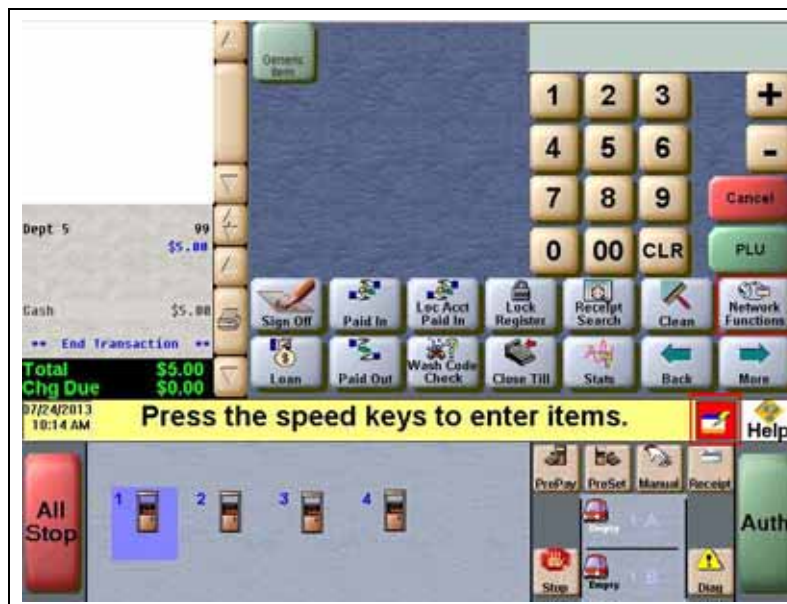 Generic
Item
1 2 3 +
4 5 6 -
7 8 9 Cancel
0 00 CLR PLU
Dept 5 99
$5.00
Cash $5.00
** End Transaction **
Total $5.00
Chg Due $0.00
Sign Off
Paid In
Loc Acct
Paid In
Lock
Register
Receipt
Search
Clean
Network
Functions
Loan
Paid Out
Wash Code
Check
Close Till
Stats
Back
More
07/24/2013
10:14 AM
Press the speed keys to enter items.
Help
All
Stop
1 2 3 4
PrePay PreSet Manual Receipt
Empty
Empty
Stop
Diag
Auth